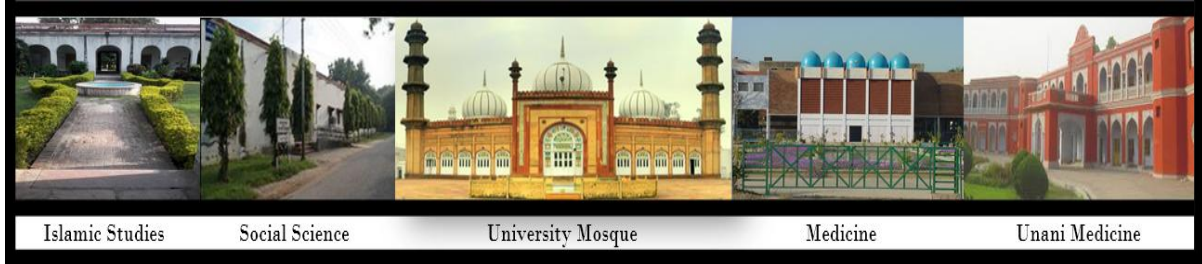 Islamic Studies
Social Science
University Mosque
Medicine
Unani Medicine